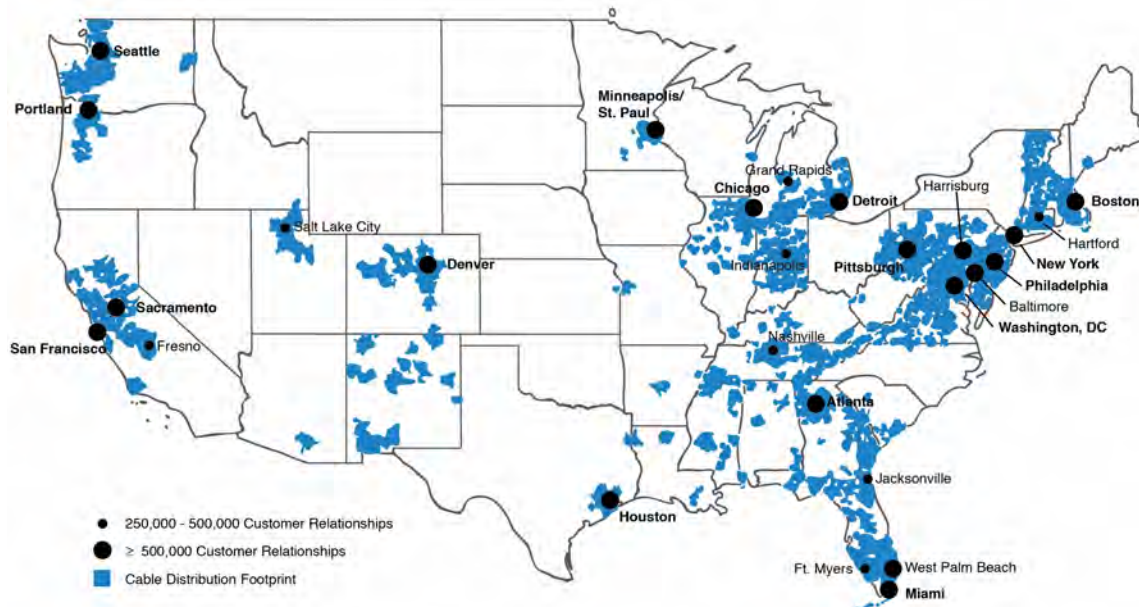 Seattle
Portland
Minneapolis/
St. Paul
Grand Rapids
Chicago
Detroit
Harrisburg
Boston
Salt Lake City
Hartford
Denver
Indianapolis
Pittsburgh
New York
Philadelphia
Sacramento
Baltimore
Washington, DC
San Francisco
Fresno
Nashville
Atlanta
Jacksonville
Houston
250,000 - 500,000 Customer Relationships
≥ 500,000 Customer Relationships
Cable Distribution Footprint
Ft. Myers
West Palm Beach
Miami